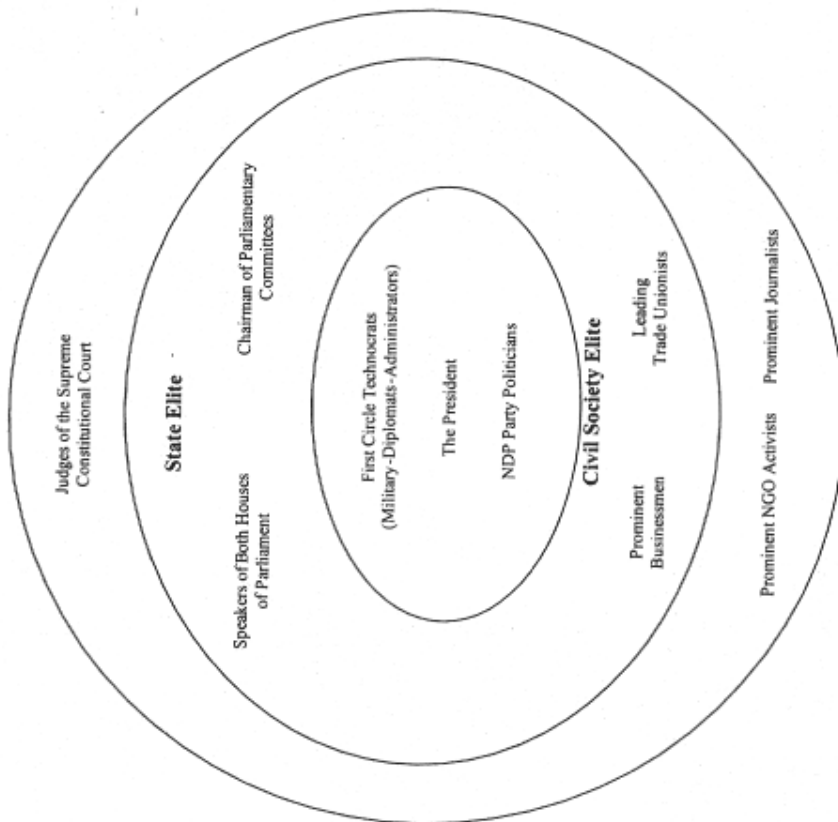 Judges of the Supreme
Constitutional Court
State Elite
Speakers of Both Houses
of Parliament
Chairman of Parliamentary
Committees
First Circle Technocrats
(Military-Diplomats-Administrators)
The President
NDP Party Politicians
Civil Society Elite
Prominent
Businessmen
Leading
Trade Unionists
Prominent NGO Activists
Prominent Journalists